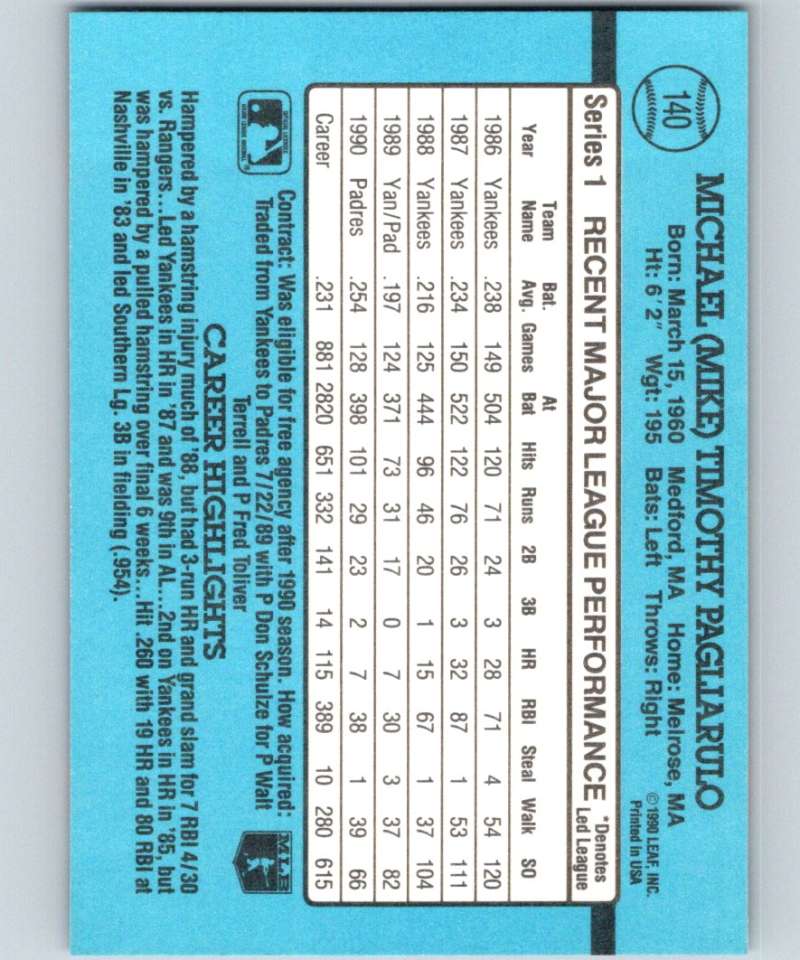 140
MICHAEL (MIKE) TIMOTHY PAGLIARULO
Born: March 15, 1960 Medford, MA Home: Melrose, MA
Ht: 6' 2" Wgt: 195 Bats: Left Throws: Right
©1990 LEAF, INC.
Printed in USA
Series 1 RECENT MAJOR LEAGUE PERFORMANCE *Denotes Led League
Year Team Name Bat. Avg. Games At Bat Hits Runs 2B 3B HR RBI Steal Walk SO
1986 Yankees .238 149 504 120 71 24 3 28 71 4 54 120
1987 Yankees .234 150 522 122 76 26 3 32 87 1 53 111
1988 Yankees .216 125 444 96 46 20 1 15 67 1 37 104
1989 Yan/Pad .197 124 371 73 31 17 0 7 30 3 37 82
1990 Padres .254 128 398 101 29 23 2 7 38 1 39 66
Career .231 881 2820 651 332 141 14 115 389 10 280 615
OFFICIAL LICENSEE
MAJOR LEAGUE BASEBALL
Contract: Was eligible for free agency after 1990 season. How acquired:
Traded from Yankees to Padres 7/22/89 with P Don Schulze for P Walt
Terrell and P Fred Toliver
MLB
CAREER HIGHLIGHTS
Hampered by a hamstring injury much of '88, but had 3-run HR and grand slam for 7 RBI 4/30
vs. Rangers...Led Yankees in HR in '87 and was 9th in AL...2nd on Yankees in HR in '85, but
was hampered by a pulled hamstring over final 6 weeks...Hit .260 with 19 HR and 80 RBI at
Nashville in '83 and led Southern Lg. 3B in fielding (.954).